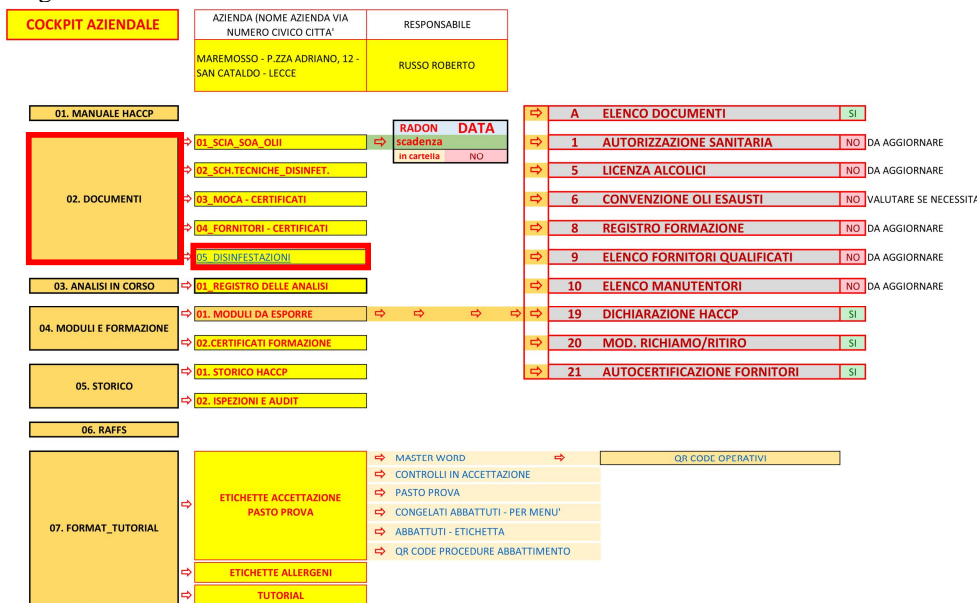 COCKPIT AZIENDALE
AZIENDA (NOME AZIENDA VIA
NUMERO CIVICO CITTA'
RESPONSABILE
MAREMOSSO - P.ZZA ADRIANO, 12 -
SAN CATALDO - LECCE
RUSSO ROBERTO
01. MANUALE HACCP
A ELENCO DOCUMENTI SI
RADON DATA
scadenza
in cartella NO
02. DOCUMENTI
01_SCIA_SOA_OLII
02_SCH.TECNICHE_DISINFET.
03_MOCA - CERTIFICATI
04_FORNITORI - CERTIFICATI
05_DISINFESTAZIONI
1 AUTORIZZAZIONE SANITARIA NO DA AGGIORNARE
5 LICENZA ALCOLICI NO DA AGGIORNARE
6 CONVENZIONE OLI ESAUSTI NO VALUTARE SE NECESSITA
8 REGISTRO FORMAZIONE NO DA AGGIORNARE
9 ELENCO FORNITORI QUALIFICATI NO DA AGGIORNARE
03. ANALISI IN CORSO
01_REGISTRO DELLE ANALISI
10 ELENCO MANUTENTORI NO DA AGGIORNARE
04. MODULI E FORMAZIONE
01. MODULI DA ESPORRE
02.CERTIFICATI FORMAZIONE
19 DICHIARAZIONE HACCP SI
20 MOD. RICHIAMO/RITIRO SI
05. STORICO
01. STORICO HACCP
02. ISPEZIONI E AUDIT
21 AUTOCERTIFICAZIONE FORNITORI SI
06. RAFFS
07. FORMAT_TUTORIAL
ETICHETTE ACCETTAZIONE
PASTO PROVA
MASTER WORD
QR CODE OPERATIVI
CONTROLLI IN ACCETTAZIONE
PASTO PROVA
CONGELATI ABBATTUTI - PER MENU'
ABBATTUTI - ETICHETTA
QR CODE PROCEDURE ABBATTIMENTO
ETICHETTE ALLERGENI
TUTORIAL